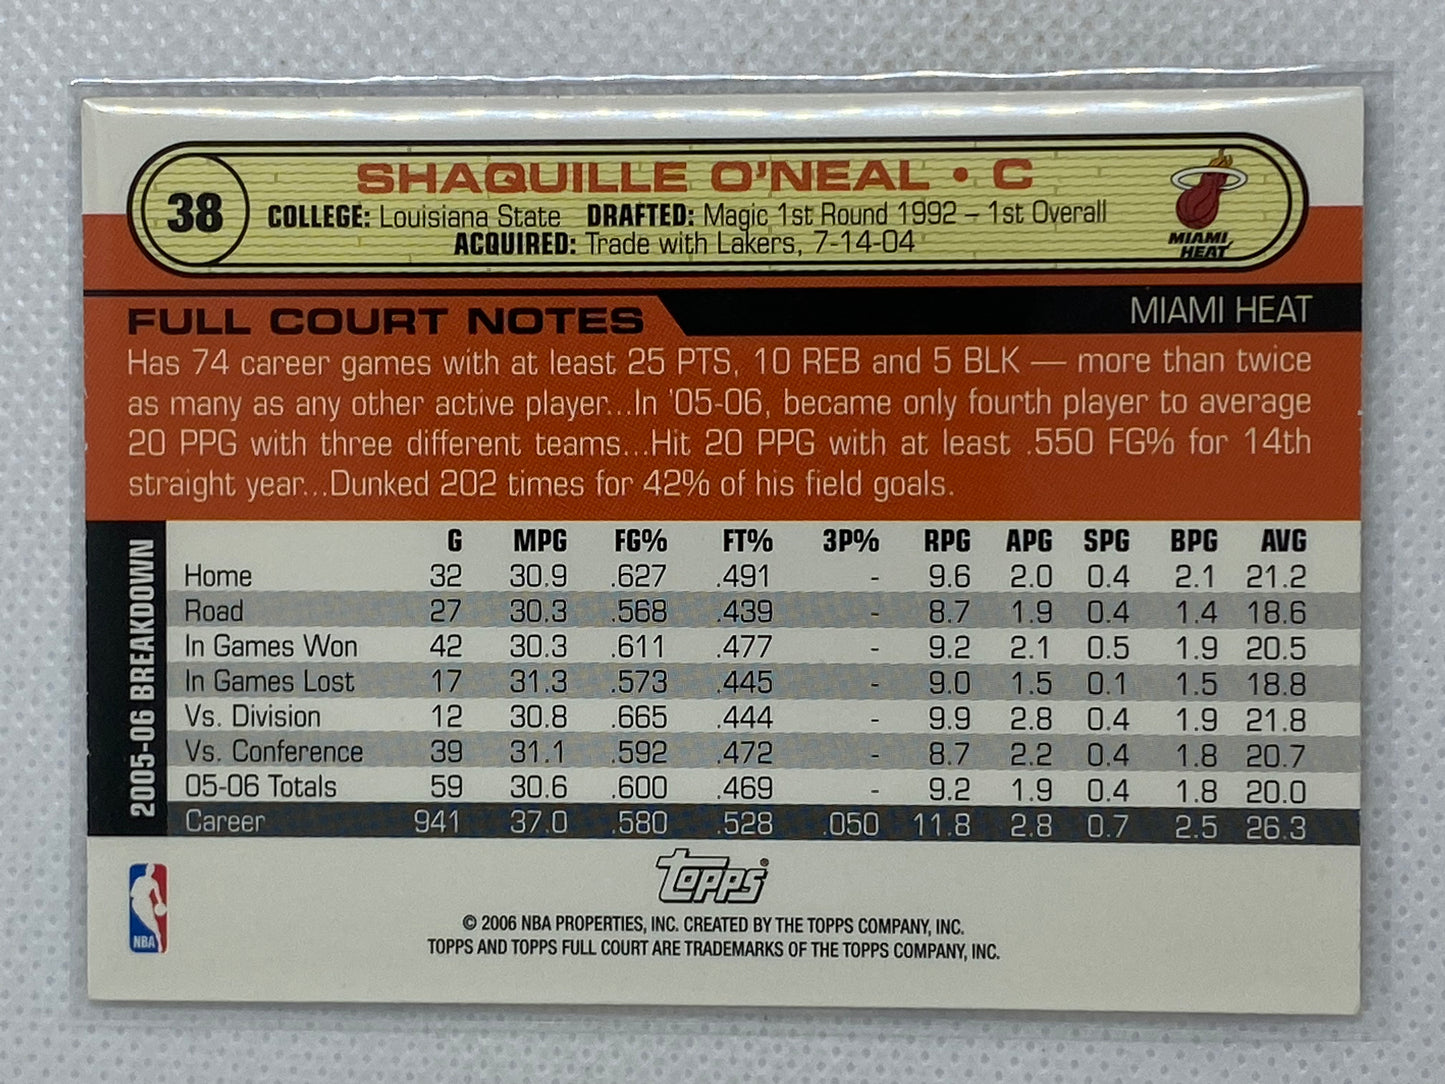 SHAQUILLE O'NEAL • C
38
COLLEGE: Louisiana State DRAFTED: Magic 1st Round 1992 – 1st Overall
ACQUIRED: Trade with Lakers, 7-14-04
MIAMI
HEAT
MIAMI HEAT
FULL COURT NOTES
Has 74 career games with at least 25 PTS, 10 REB and 5 BLK — more than twice
as many as any other active player...In '05-06, became only fourth player to average
20 PPG with three different teams...Hit 20 PPG with at least .550 FG% for 14th
straight year...Dunked 202 times for 42% of his field goals.
2005-06 BREAKDOWN
G MPG FG% FT% 3P% RPG APG SPG BPG AVG
Home 32 30.9 .627 .491 - 9.6 2.0 0.4 2.1 21.2
Road 27 30.3 .568 .439 - 8.7 1.9 0.4 1.4 18.6
In Games Won 42 30.3 .611 .477 - 9.2 2.1 0.5 1.9 20.5
In Games Lost 17 31.3 .573 .445 - 9.0 1.5 0.1 1.5 18.8
Vs. Division 12 30.8 .665 .444 - 9.9 2.8 0.4 1.9 21.8
Vs. Conference 39 31.1 .592 .472 - 8.7 2.2 0.4 1.8 20.7
05-06 Totals 59 30.6 .600 .469 - 9.2 1.9 0.4 1.8 20.0
Career 941 37.0 .580 .528 .050 11.8 2.8 0.7 2.5 26.3
NBA
topps®
© 2006 NBA PROPERTIES, INC. CREATED BY THE TOPPS COMPANY, INC.
TOPPS AND TOPPS FULL COURT ARE TRADEMARKS OF THE TOPPS COMPANY, INC.